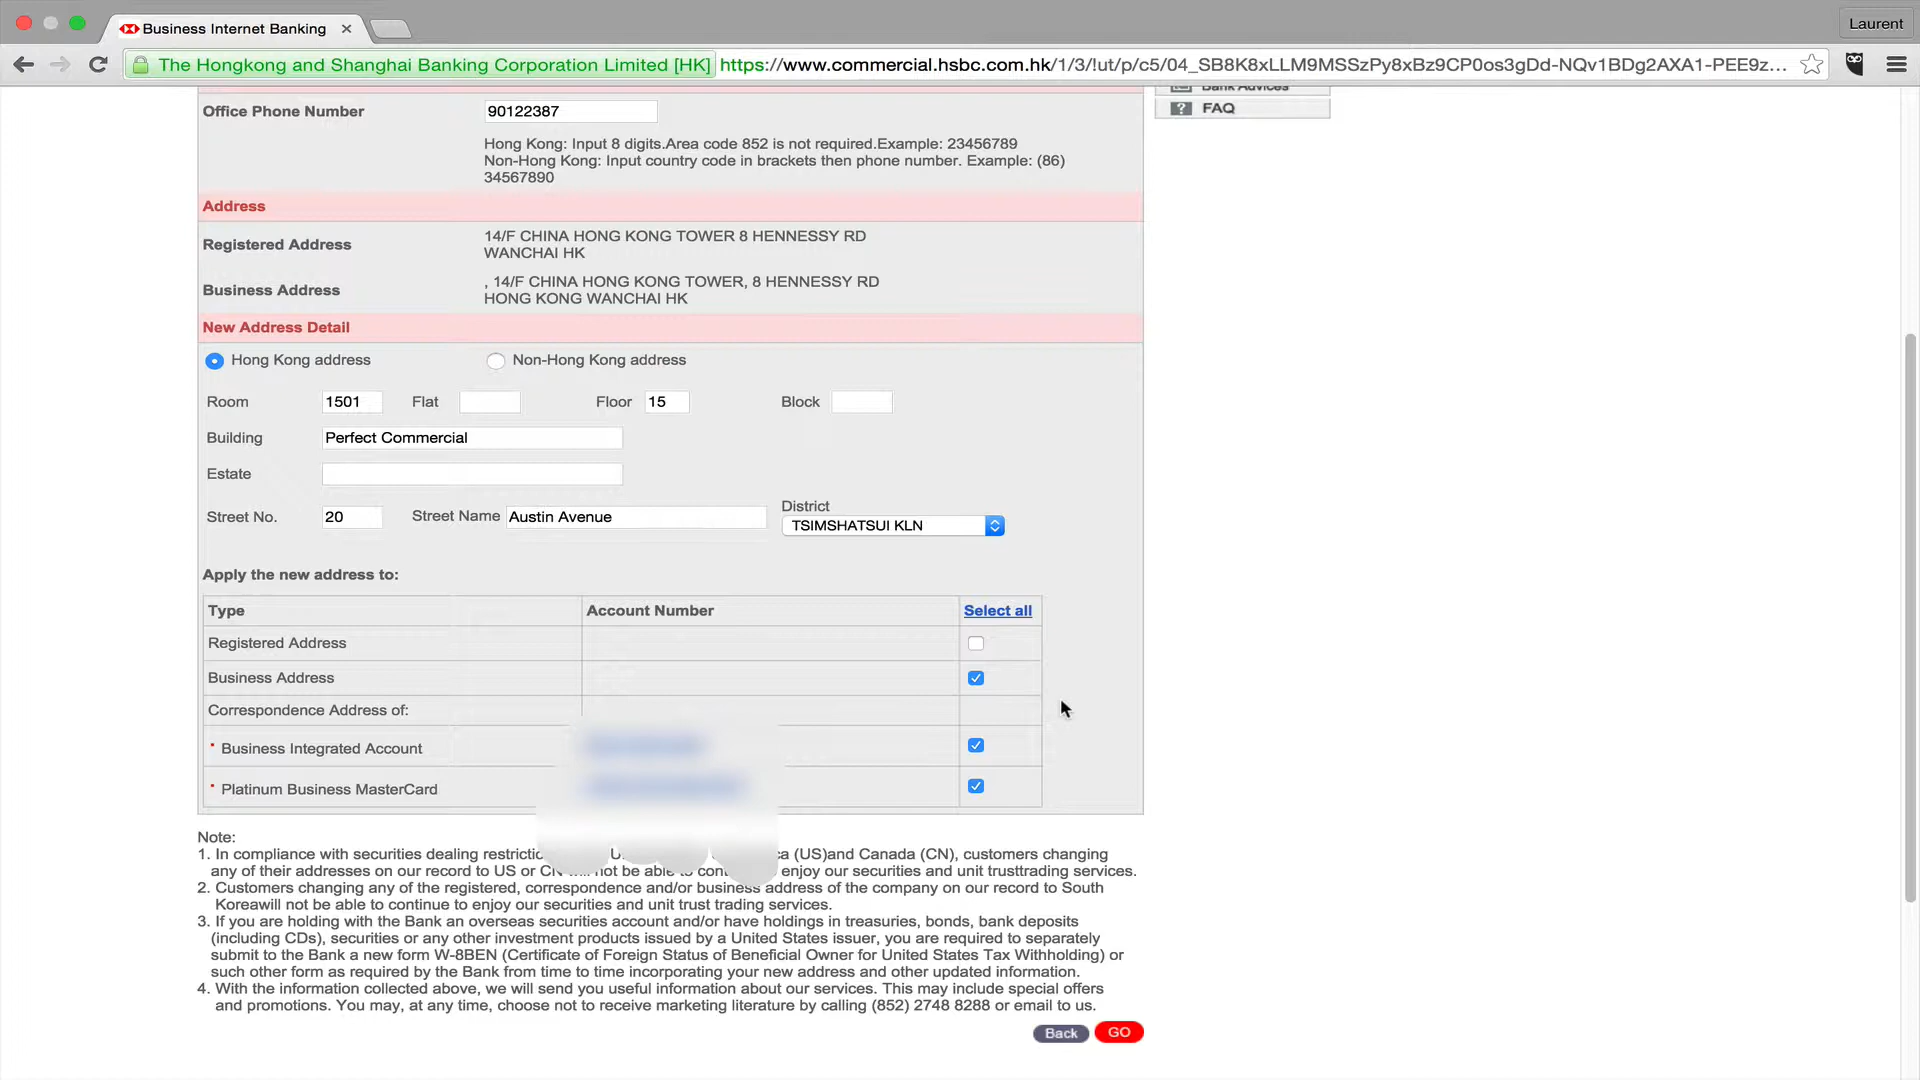 Business Internet Banking
Laurent
The Hongkong and Shanghai Banking Corporation Limited [HK] https://www.commercial.hsbc.com.hk/1/3/!ut/p/c5/04_SB8K8xLLM9MSSzPy8xBz9CP0os3gDd-NQv1BDg2AXA1-PEE9z...
Bank Advices
FAQ
Office Phone Number 90122387
Hong Kong: Input 8 digits.Area code 852 is not required.Example: 23456789
Non-Hong Kong: Input country code in brackets then phone number. Example: (86)
34567890
Address
Registered Address 14/F CHINA HONG KONG TOWER 8 HENNESSY RD
WANCHAI HK
Business Address , 14/F CHINA HONG KONG TOWER, 8 HENNESSY RD
HONG KONG WANCHAI HK
New Address Detail
Hong Kong address Non-Hong Kong address
Room 1501 Flat Floor 15 Block
Building Perfect Commercial
Estate
Street No. 20 Street Name Austin Avenue District
TSIMSHATSUI KLN
Apply the new address to:
Type Account Number Select all
Registered Address
Business Address
Correspondence Address of:
Business Integrated Account
Platinum Business MasterCard
Note:
1. In compliance with securities dealing (US)and Canada (CN), customers changing
any of their addresses on our record to US or enjoy our securities and unit trusttrading services.
2. Customers changing any of the registered, correspondence and/or business address of the company on our record to South
Koreawill not be able to continue to enjoy our securities and unit trust trading services.
3. If you are holding with the Bank an overseas securities account and/or have holdings in treasuries, bonds, bank deposits
(including CDs), securities or any other investment products issued by a United States issuer, you are required to separately
submit to the Bank a new form W-8BEN (Certificate of Foreign Status of Beneficial Owner for United States Tax Withholding) or
such other form as required by the Bank from time to time incorporating your new address and other updated information.
4. With the information collected above, we will send you useful information about our services. This may include special offers
and promotions. You may, at any time, choose not to receive marketing literature by calling (852) 2748 8288 or email to us.
Back GO